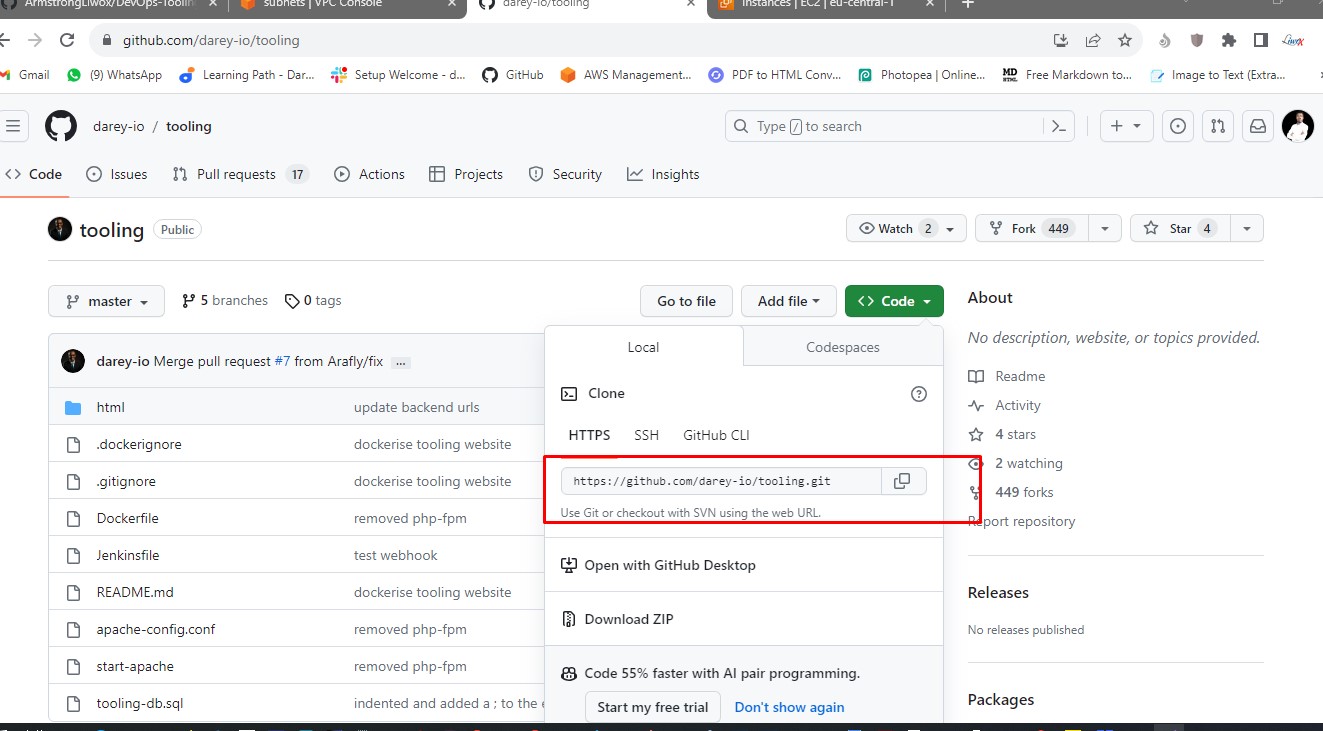 ArmstrongLiwox/DevOps-Toolin
subnets | VPC Console
darey-io/tooling
Instances | EC2 | eu-central-1
github.com/darey-io/tooling
Gmail
(9) WhatsApp
Learning Path - Dar...
Setup Welcome - d...
GitHub
AWS Management...
PDF to HTML Conv...
Photopea | Online...
Free Markdown to...
Image to Text (Extra...
darey-io / tooling
Type / to search
Code
Issues
Pull requests 17
Actions
Projects
Security
Insights
tooling Public
Watch 2
Fork 449
Star 4
master
5 branches
0 tags
Go to file
Add file
<> Code
darey-io Merge pull request #7 from Arafly/fix ...
html update backend urls
.dockerignore dockerise tooling website
.gitignore dockerise tooling website
Dockerfile removed php-fpm
Jenkinsfile test webhook
README.md dockerise tooling website
apache-config.conf removed php-fpm
start-apache removed php-fpm
tooling-db.sql indented and added a ; to the
Local
Codespaces
Clone
HTTPS SSH GitHub CLI
https://github.com/darey-io/tooling.git
Use Git or checkout with SVN using the web URL.
Open with GitHub Desktop
Download ZIP
Code 55% faster with AI pair programming.
Start my free trial
Don't show again
About
No description, website, or topics provided.
Readme
Activity
4 stars
2 watching
449 forks
Report repository
Releases
No releases published
Packages